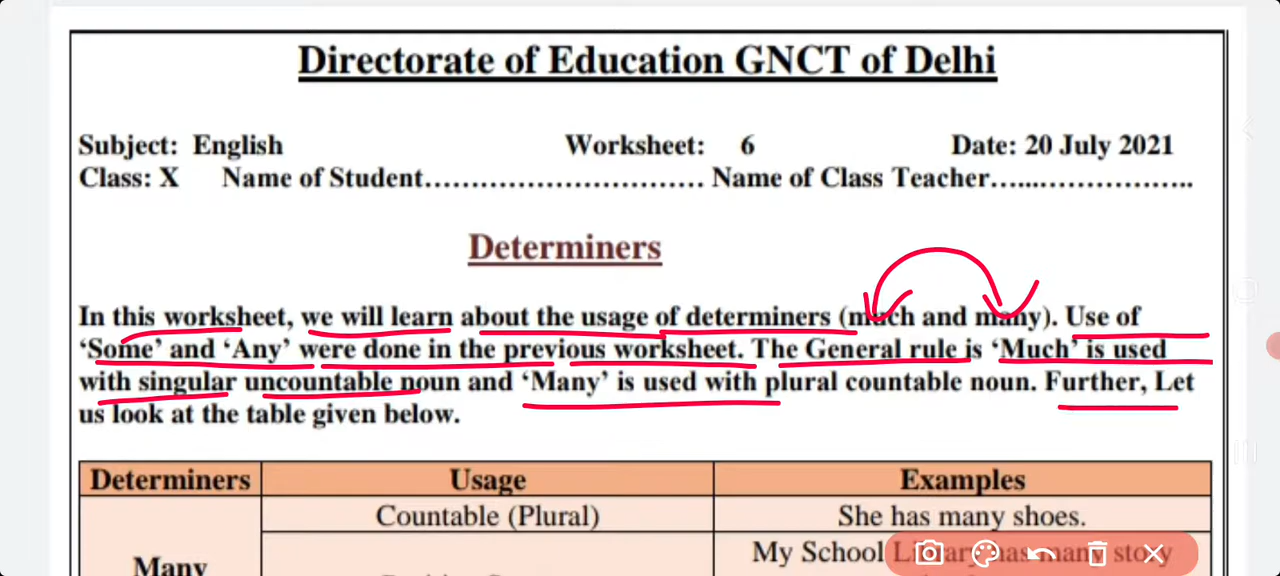 Directorate of Education GNCT of Delhi
Subject: English Worksheet: 6 Date: 20 July 2021
Class: X Name of Student………………………… Name of Class Teacher…...………………..
Determiners
In this worksheet, we will learn about the usage of determiners (much and many). Use of
‘Some’ and ‘Any’ were done in the previous worksheet. The General rule is ‘Much’ is used
with singular uncountable noun and ‘Many’ is used with plural countable noun. Further, Let
us look at the table given below.
Determiners Usage Examples
Countable (Plural) She has many shoes.
My School Library has many story
Many